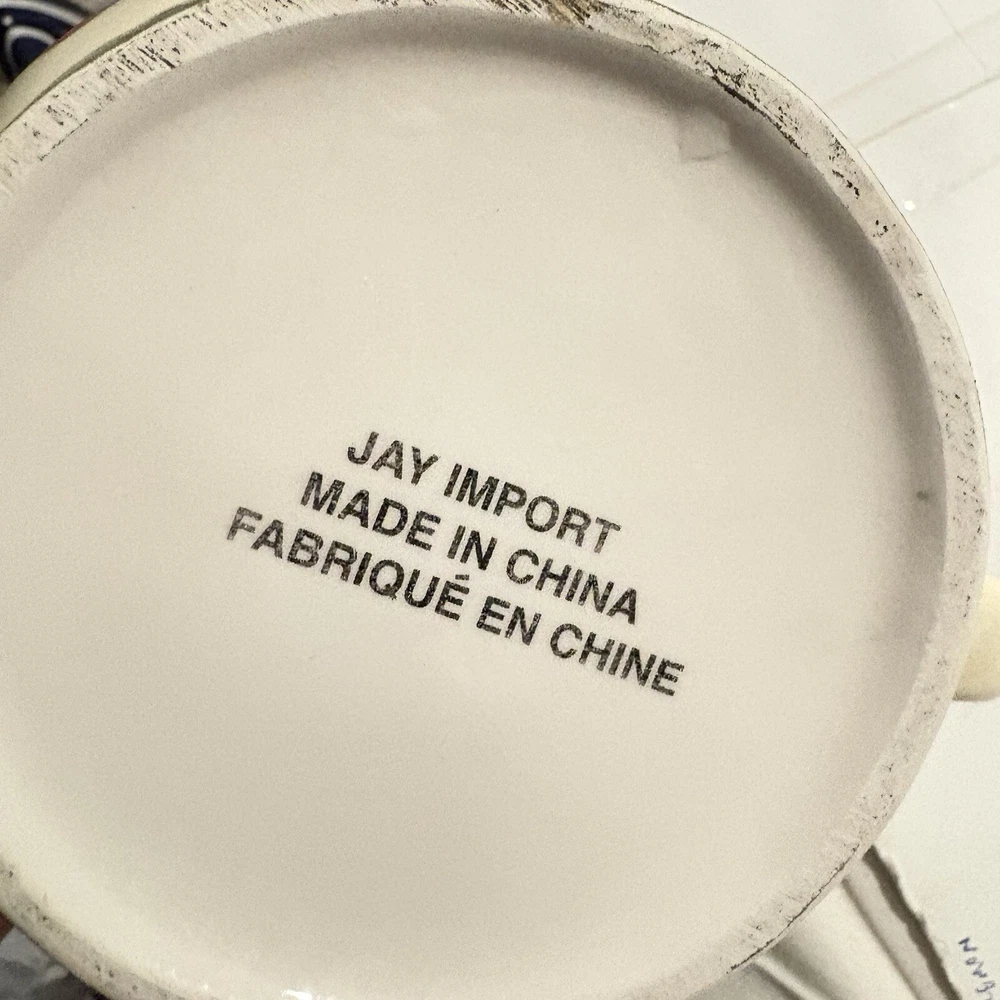 JAY IMPORT
MADE IN CHINA
FABRIQUÉ EN CHINE